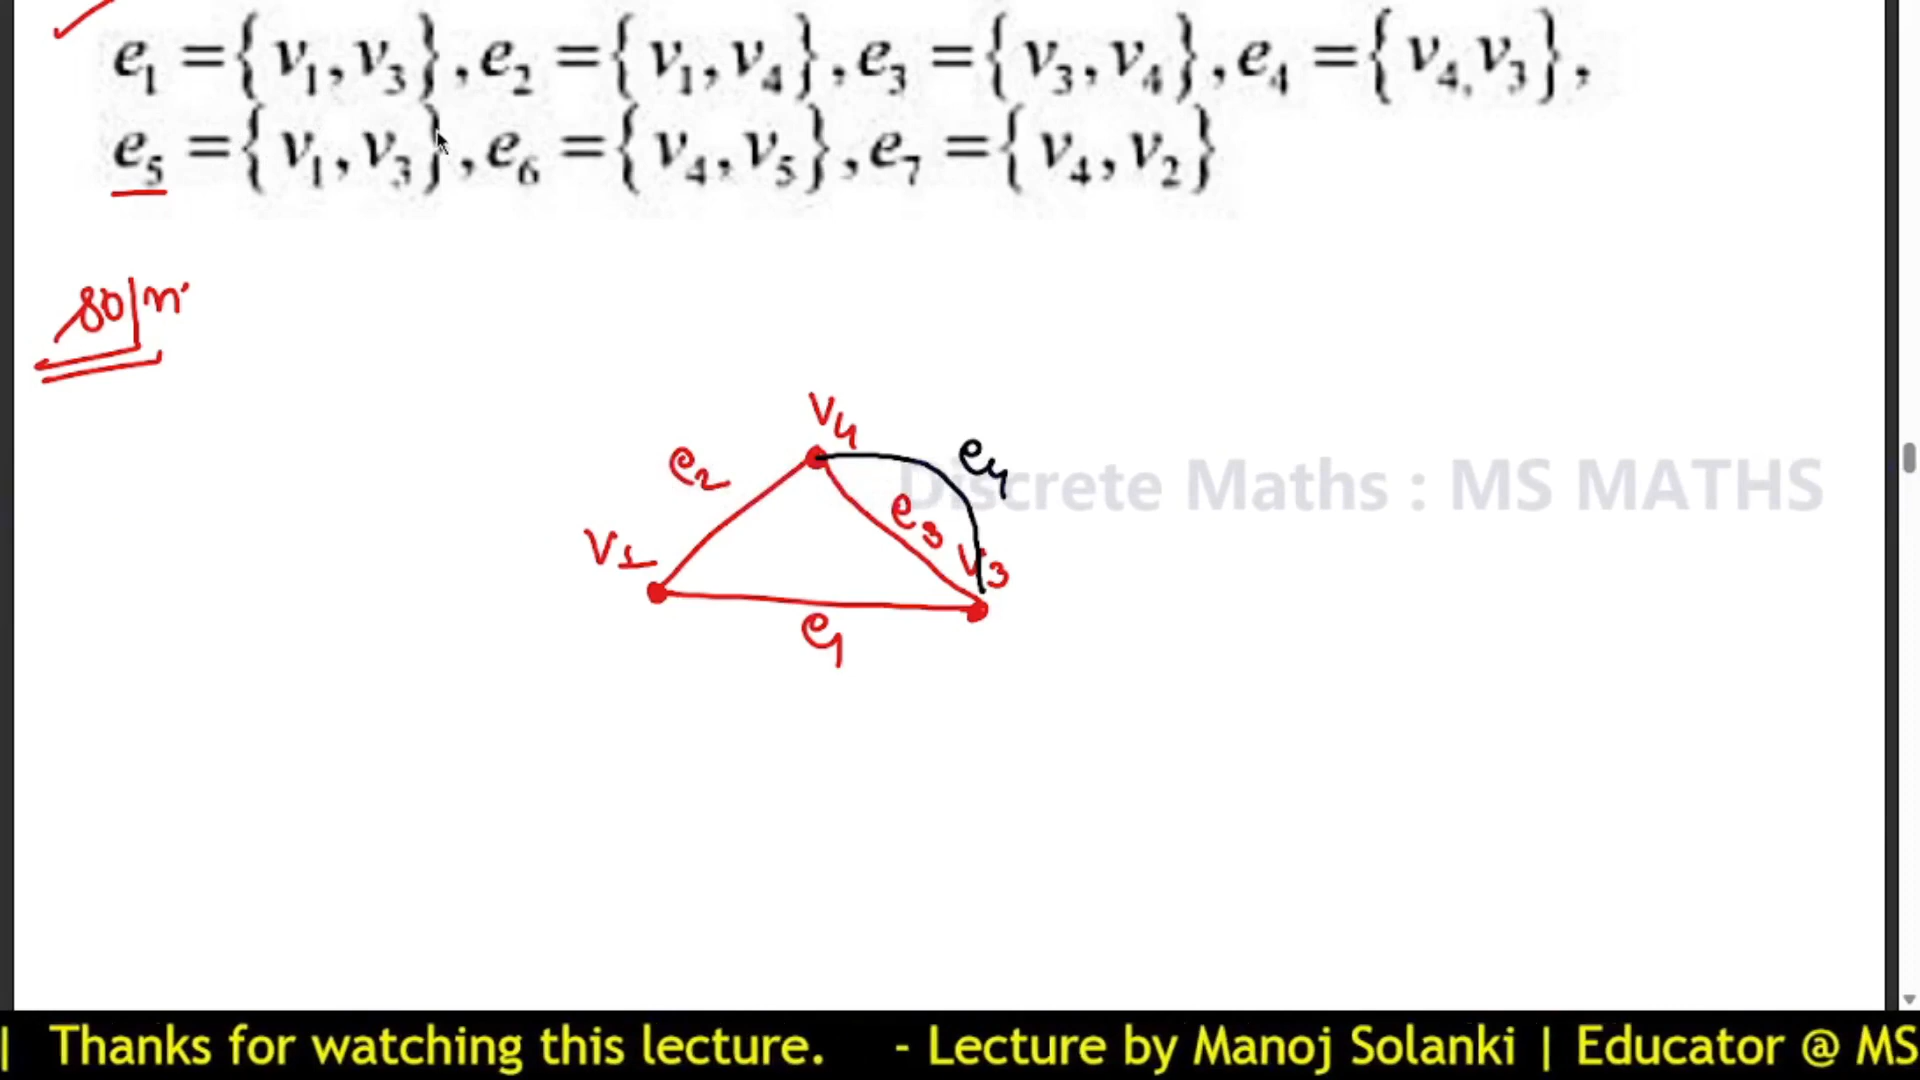 e₁ = {v₁, v₃}, e₂ = {v₁, v₄}, e₃ = {v₃, v₄}, e₄ = {v₄, v₃},
e₅ = {v₁, v₃}, e₆ = {v₄, v₅}, e₇ = {v₄, v₂}
sol/n.
v₄
e₂
e₄
Discrete Maths : MS MATHS
e₃
v₁
v₃
e₁
| Thanks for watching this lecture. - Lecture by Manoj Solanki | Educator @ MS